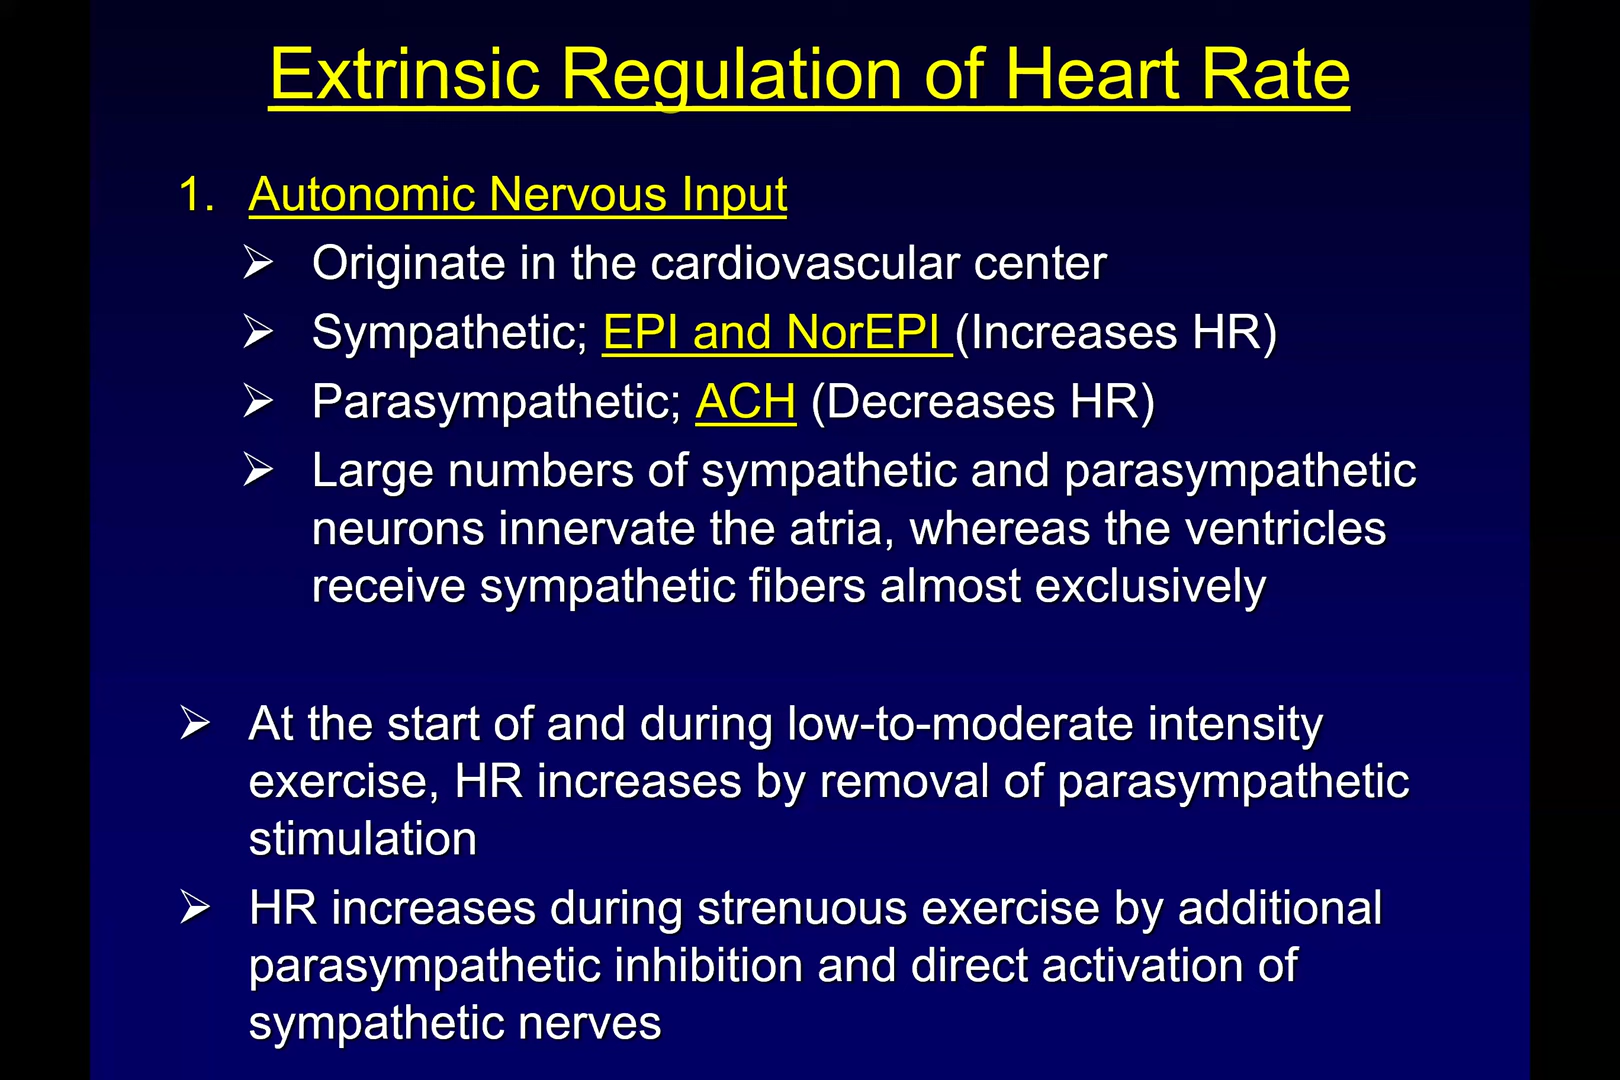 Extrinsic Regulation of Heart Rate
1. Autonomic Nervous Input
➢ Originate in the cardiovascular center
➢ Sympathetic; EPI and NorEPI (Increases HR)
➢ Parasympathetic; ACH (Decreases HR)
➢ Large numbers of sympathetic and parasympathetic
neurons innervate the atria, whereas the ventricles
receive sympathetic fibers almost exclusively
➢ At the start of and during low-to-moderate intensity
exercise, HR increases by removal of parasympathetic
stimulation
➢ HR increases during strenuous exercise by additional
parasympathetic inhibition and direct activation of
sympathetic nerves